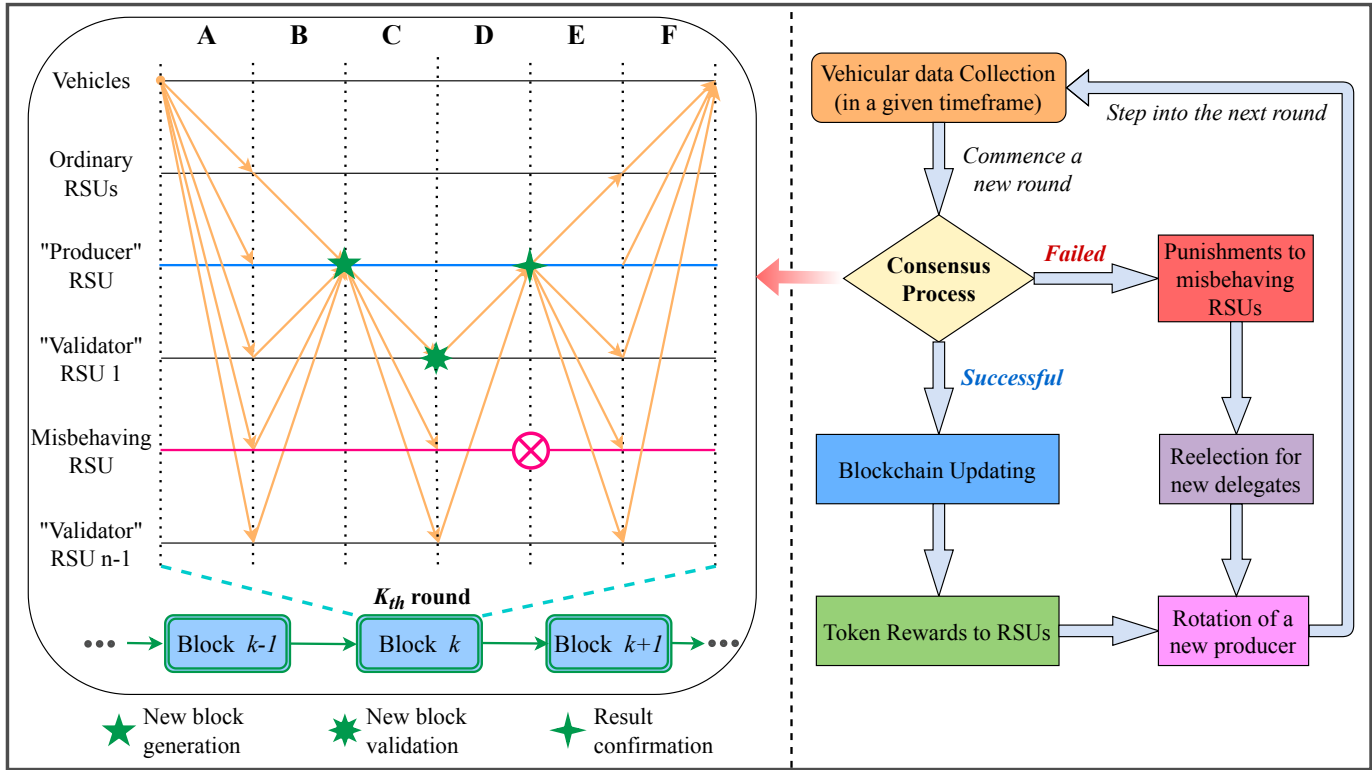 A B C D E F
Vehicles
Ordinary
RSUs
"Producer"
RSU
"Validator"
RSU 1
Misbehaving
RSU
"Validator"
RSU n-1
K_th round
Block k-1
Block k
Block k+1
New block
generation
New block
validation
Result
confirmation
Vehicular data Collection
(in a given timeframe)
Step into the next round
Commence a
new round
Consensus
Process
Failed
Punishments to
misbehaving
RSUs
Successful
Blockchain Updating
Reelection for
new delegates
Token Rewards to RSUs
Rotation of a
new producer